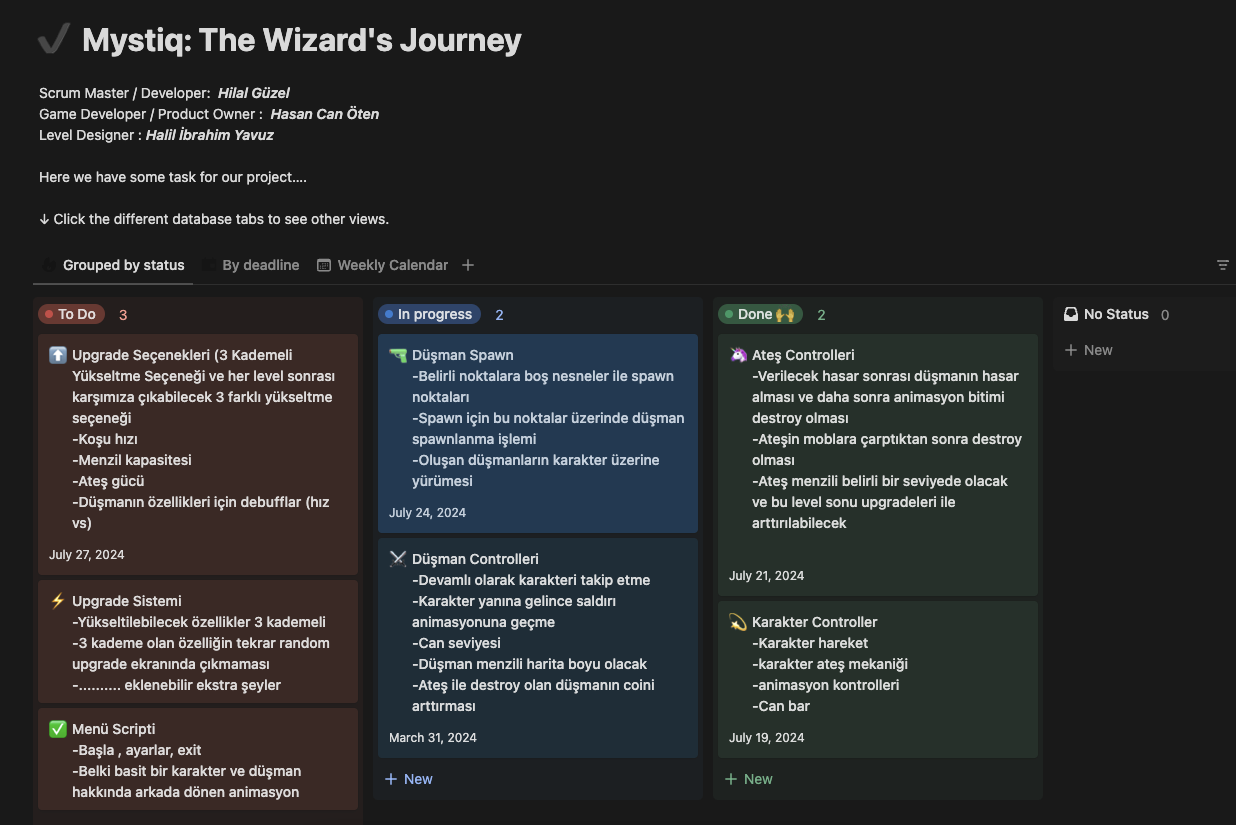 Mystiq: The Wizard's Journey
Scrum Master / Developer: Hilal Güzel
Game Developer / Product Owner : Hasan Can Öten
Level Designer : Halil İbrahim Yavuz
Here we have some task for our project....
↓ Click the different database tabs to see other views.
Grouped by status By deadline Weekly Calendar +
To Do 3
⬆️ Upgrade Seçenekleri (3 Kademeli
Yükseltme Seçeneği ve her level sonrası
karşımıza çıkabilecek 3 farklı yükseltme
seçeneği
-Koşu hızı
-Menzil kapasitesi
-Ateş gücü
-Düşmanın özellikleri için debufflar (hız
vs)
July 27, 2024
⚡ Upgrade Sistemi
-Yükseltilebilecek özellikler 3 kademeli
-3 kademe olan özelliğin tekrar random
upgrade ekranında çıkmaması
-.......... eklenebilir ekstra şeyler
✅ Menü Scripti
-Başla , ayarlar, exit
-Belki basit bir karakter ve düşman
hakkında arkada dönen animasyon
In progress 2
🔫 Düşman Spawn
-Belirli noktalara boş nesneler ile spawn
noktaları
-Spawn için bu noktalar üzerinde düşman
spawnlanma işlemi
-Oluşan düşmanların karakter üzerine
yürümesi
July 24, 2024
⚔️ Düşman Controlleri
-Devamlı olarak karakteri takip etme
-Karakter yanına gelince saldırı
animasyonuna geçme
-Can seviyesi
-Düşman menzili harita boyu olacak
-Ateş ile destroy olan düşmanın coini
arttırması
March 31, 2024
+ New
Done 🙌 2
🦄 Ateş Controlleri
-Verilecek hasar sonrası düşmanın hasar
alması ve daha sonra animasyon bitimi
destroy olması
-Ateşin moblara çarptıktan sonra destroy
olması
-Ateş menzili belirli bir seviyede olacak
ve bu level sonu upgradeleri ile
arttırılabilecek
July 21, 2024
💫 Karakter Controller
-Karakter hareket
-karakter ateş mekaniği
-animasyon kontrolleri
-Can bar
July 19, 2024
+ New
No Status 0
+ New